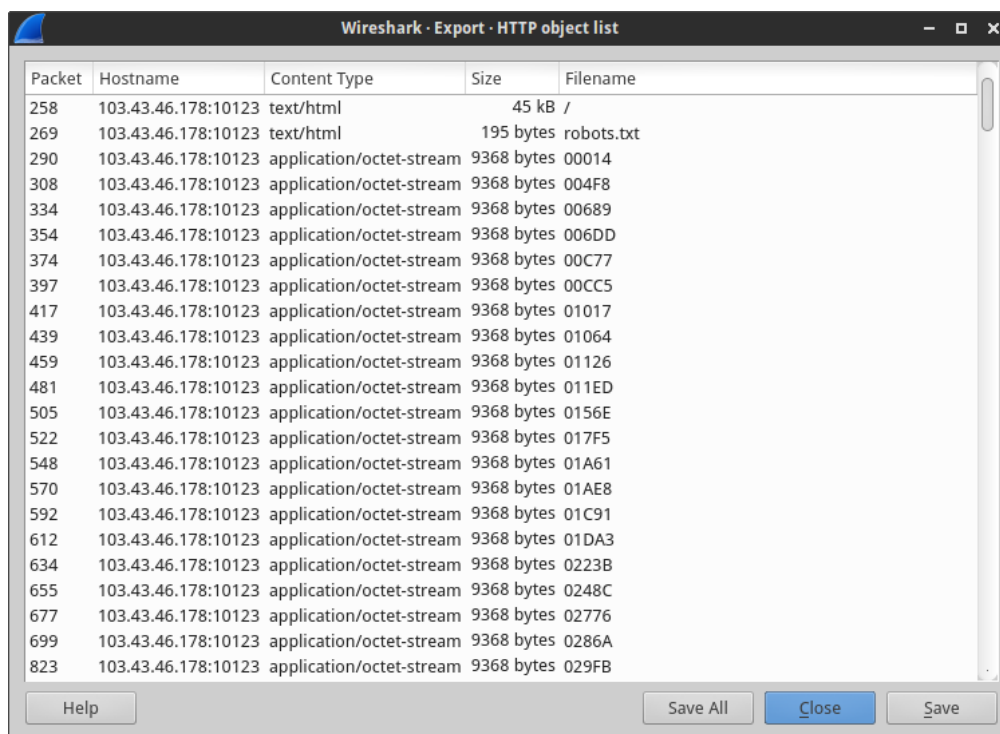 Wireshark · Export · HTTP object list
Packet Hostname Content Type Size Filename
258 103.43.46.178:10123 text/html 45 kB /
269 103.43.46.178:10123 text/html 195 bytes robots.txt
290 103.43.46.178:10123 application/octet-stream 9368 bytes 00014
308 103.43.46.178:10123 application/octet-stream 9368 bytes 004F8
334 103.43.46.178:10123 application/octet-stream 9368 bytes 00689
354 103.43.46.178:10123 application/octet-stream 9368 bytes 006DD
374 103.43.46.178:10123 application/octet-stream 9368 bytes 00C77
397 103.43.46.178:10123 application/octet-stream 9368 bytes 00CC5
417 103.43.46.178:10123 application/octet-stream 9368 bytes 01017
439 103.43.46.178:10123 application/octet-stream 9368 bytes 01064
459 103.43.46.178:10123 application/octet-stream 9368 bytes 01126
481 103.43.46.178:10123 application/octet-stream 9368 bytes 011ED
505 103.43.46.178:10123 application/octet-stream 9368 bytes 0156E
522 103.43.46.178:10123 application/octet-stream 9368 bytes 017F5
548 103.43.46.178:10123 application/octet-stream 9368 bytes 01A61
570 103.43.46.178:10123 application/octet-stream 9368 bytes 01AE8
592 103.43.46.178:10123 application/octet-stream 9368 bytes 01C91
612 103.43.46.178:10123 application/octet-stream 9368 bytes 01DA3
634 103.43.46.178:10123 application/octet-stream 9368 bytes 0223B
655 103.43.46.178:10123 application/octet-stream 9368 bytes 0248C
677 103.43.46.178:10123 application/octet-stream 9368 bytes 02776
699 103.43.46.178:10123 application/octet-stream 9368 bytes 0286A
823 103.43.46.178:10123 application/octet-stream 9368 bytes 029FB
Help Save All Close Save